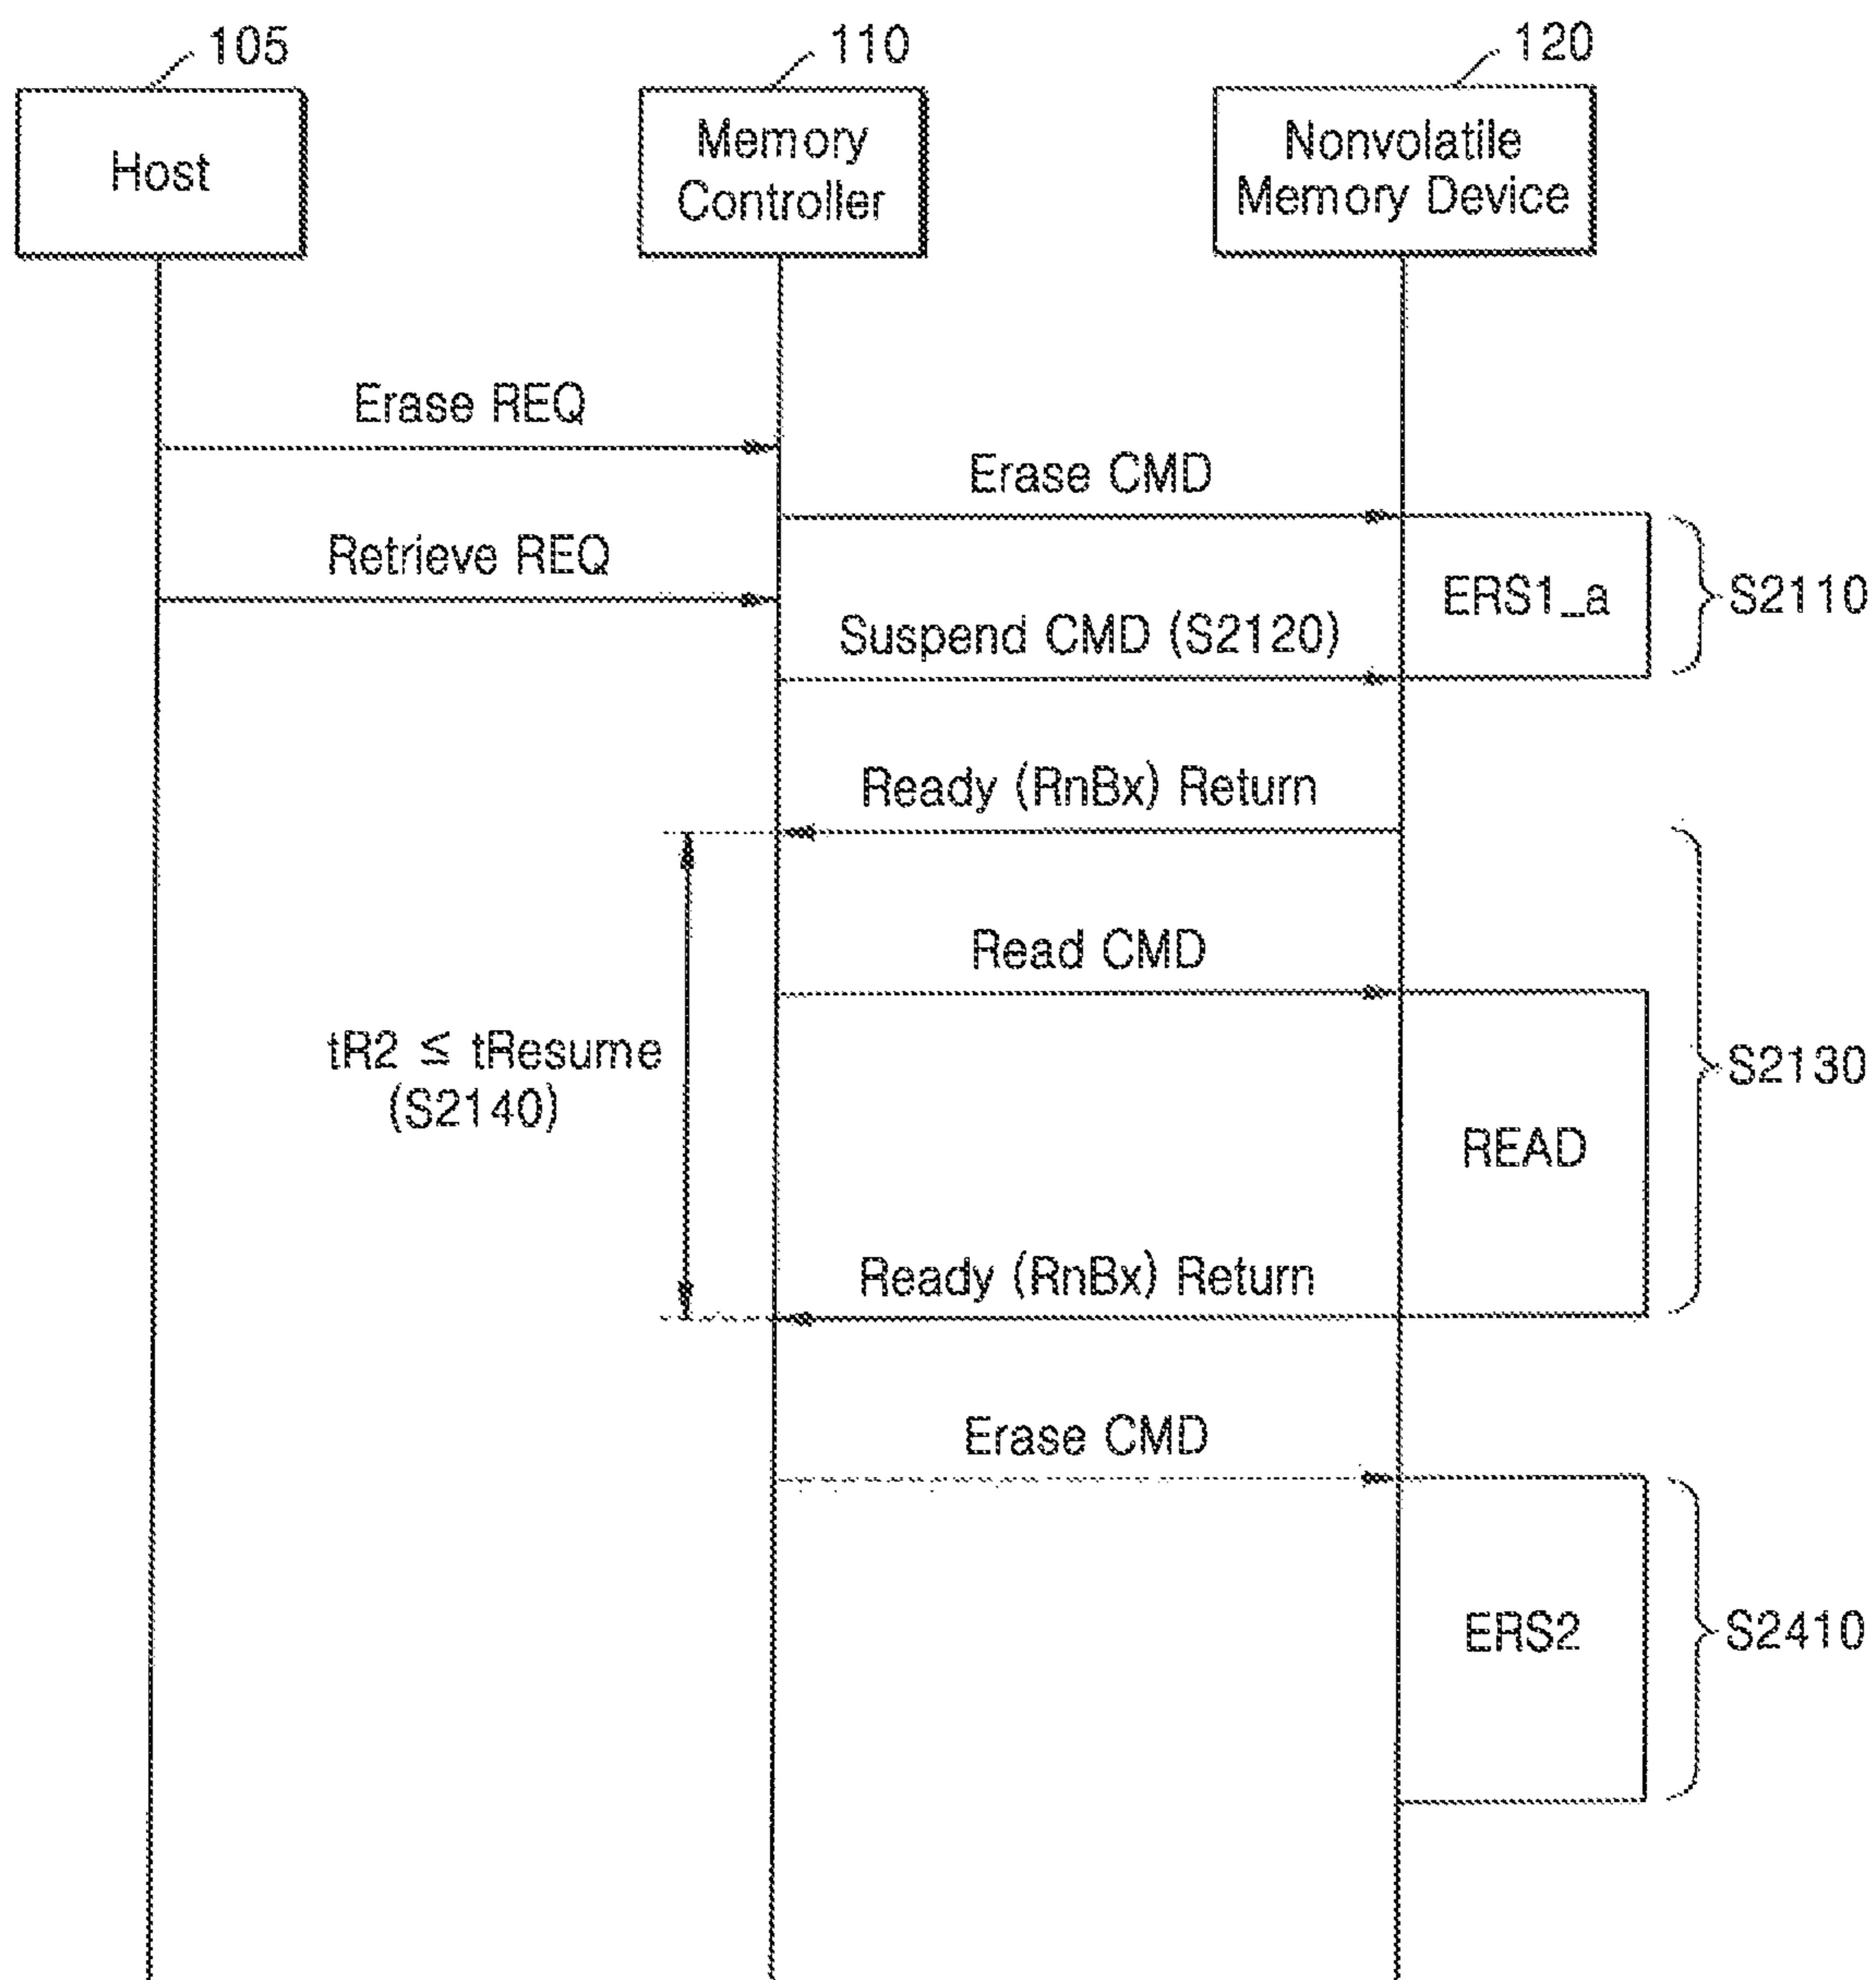 105
110
120
Host
Memory
Controller
Nonvolatile
Memory Device
Erase REQ
Erase CMD
Retrieve REQ
ERS1_a
S2110
Suspend CMD (S2120)
Ready (RnBx) Return
Read CMD
tR2 ≤ tResume
(S2140)
S2130
READ
Ready (RnBx) Return
Erase CMD
ERS2
S2410